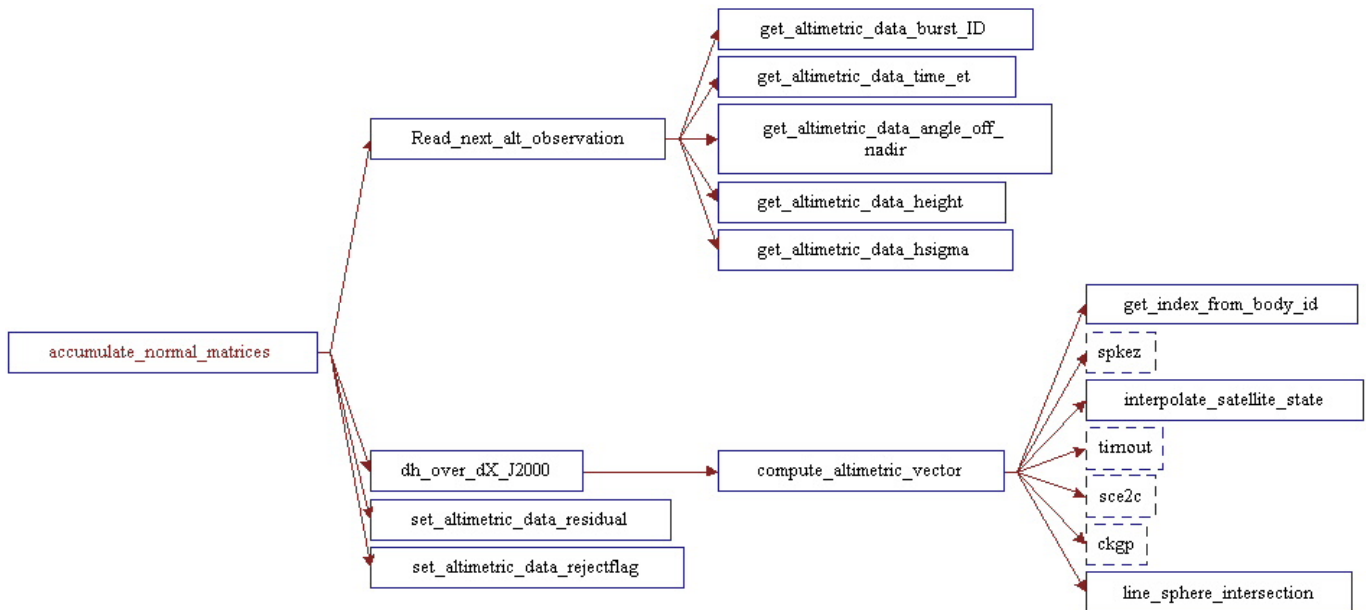 get_altimetric_data_burst_ID
get_altimetric_data_time_et
Read_next_alt_observation
get_altimetric_data_angle_off_
nadir
get_altimetric_data_height
get_altimetric_data_hsigma
get_index_from_body_id
accumulate_normal_matrices
spkez
interpolate_satellite_state
timout
dh_over_dX_J2000
compute_altimetric_vector
sce2c
set_altimetric_data_residual
ckgp
set_altimetric_data_rejectflag
line_sphere_intersection